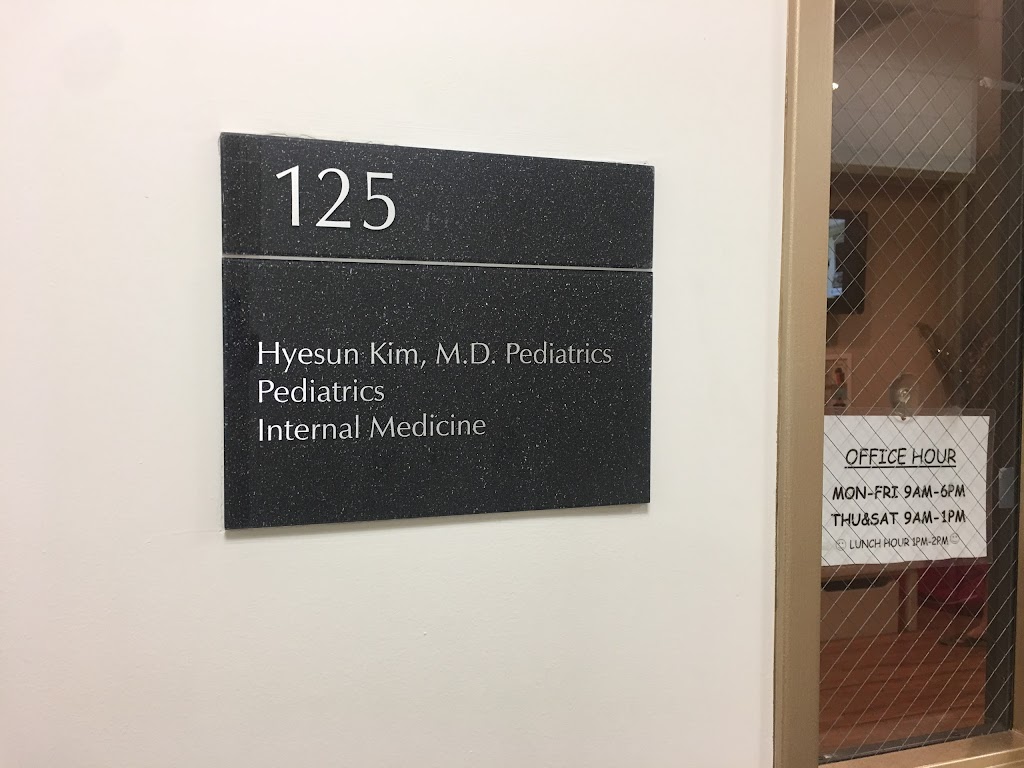 125
Hyesun Kim, M.D. Pediatrics
Pediatrics
Internal Medicine
OFFICE HOUR
MON-FRI 9AM-6PM
THU&SAT 9AM-1PM
LUNCH HOUR 1PM-2PM